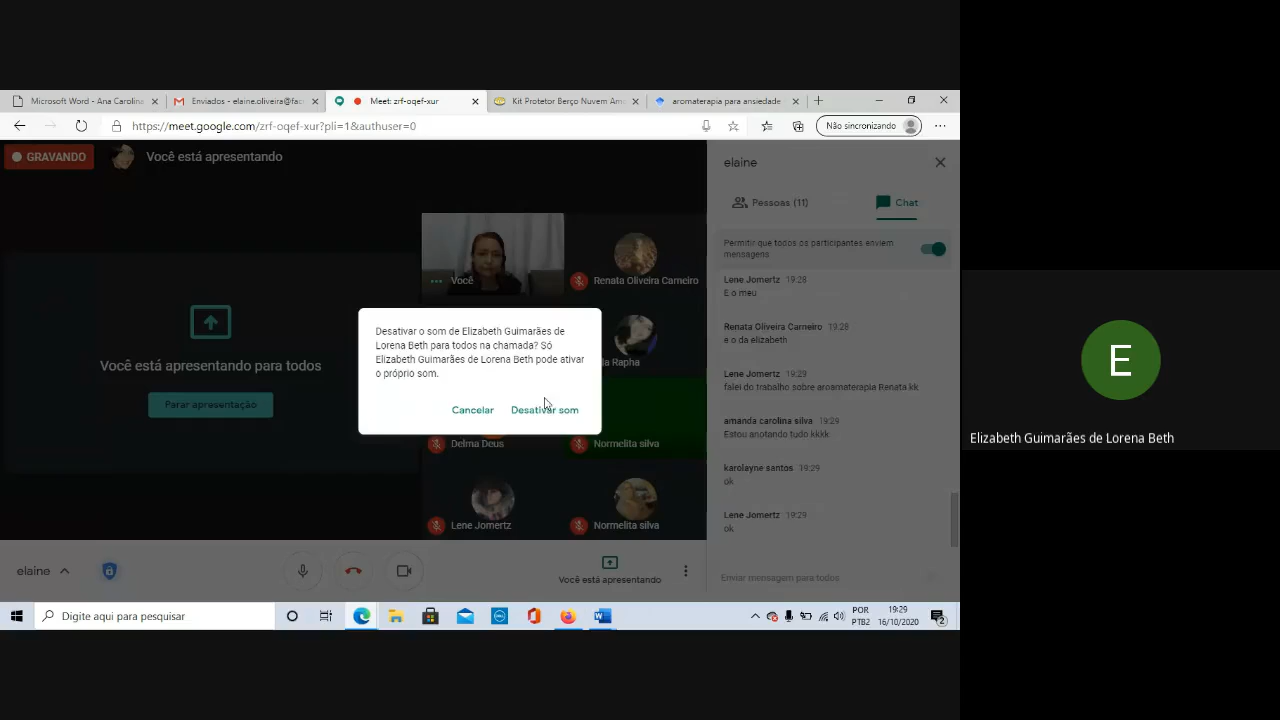 Microsoft Word - Ana Carolina
Enviados - elaine.oliveira@fac
Meet: zrf-oqef-xur
Kit Protetor Berço Nuvem Am
aromaterapia para ansiedade
https://meet.google.com/zrf-oqef-xur?pli=1&authuser=0
Não sincronizando
GRAVANDO
Você está apresentando
elaine
Pessoas (11)
Chat
Permitir que todos os participantes enviem
mensagens
Você
Renata Oliveira Carneiro
Lene Jomertz 19:28
E o meu
Renata Oliveira Carneiro 19:28
e o da elizabeth
Lene Jomertz 19:29
falei do trabalho sobre aroamaterapia Renata.kk
amanda carolina silva 19:29
Estou anotando tudo kkkk
karolayne santos 19:29
ok
Lene Jomertz 19:29
ok
Enviar mensagem para todos
Você está apresentando para todos
Parar apresentação
Desativar o som de Elizabeth Guimarães de
Lorena Beth para todos na chamada? Só
Elizabeth Guimarães de Lorena Beth pode ativar
o próprio som.
Cancelar
Desativar som
la Rapha
Delma Deus
Normelita silva
Lene Jomertz
Normelita silva
elaine
Você está apresentando
Digite aqui para pesquisar
POR
PTB2
19:29
16/10/2020
2
E
Elizabeth Guimarães de Lorena Beth